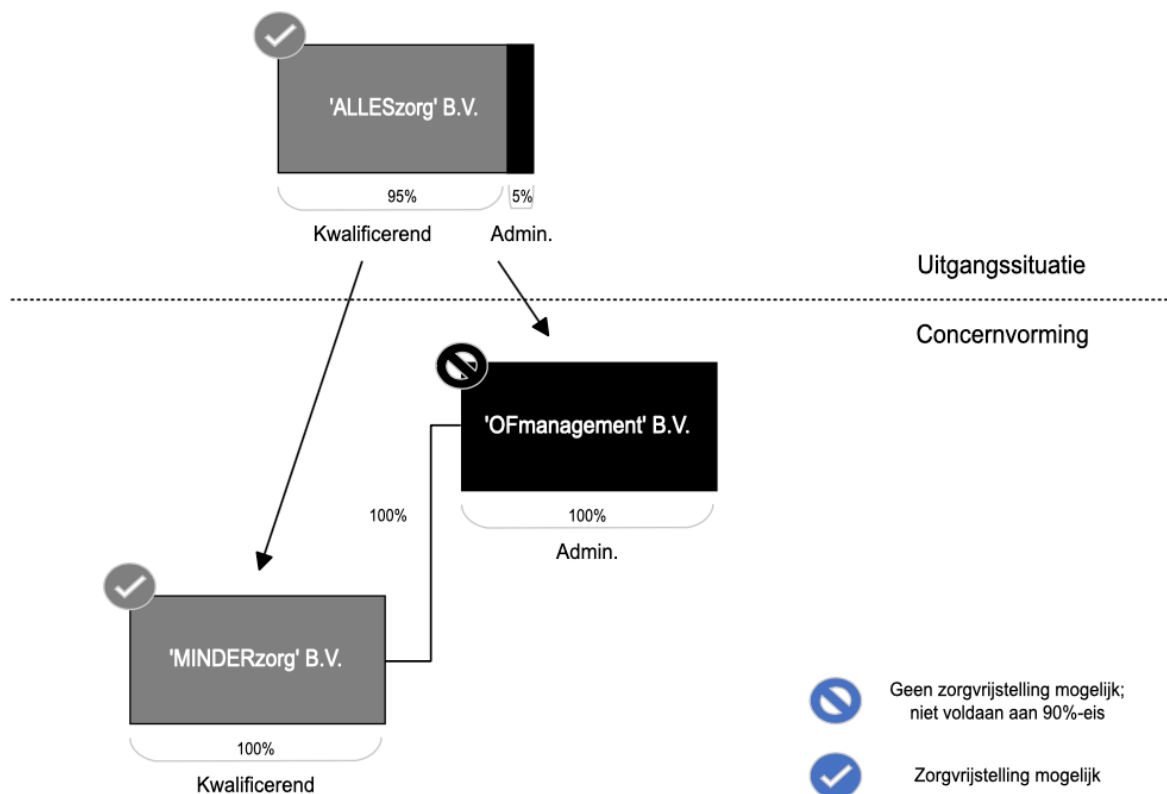 'ALLESzorg' B.V.
95%
5%
Kwalificerend
Admin.
Uitgangssituatie
Concernvorming
'OFmanagement' B.V.
100%
100%
Admin.
'MINDERzorg' B.V.
100%
Kwalificerend
Geen zorgvrijstelling mogelijk;
niet voldaan aan 90%-eis
Zorgvrijstelling mogelijk